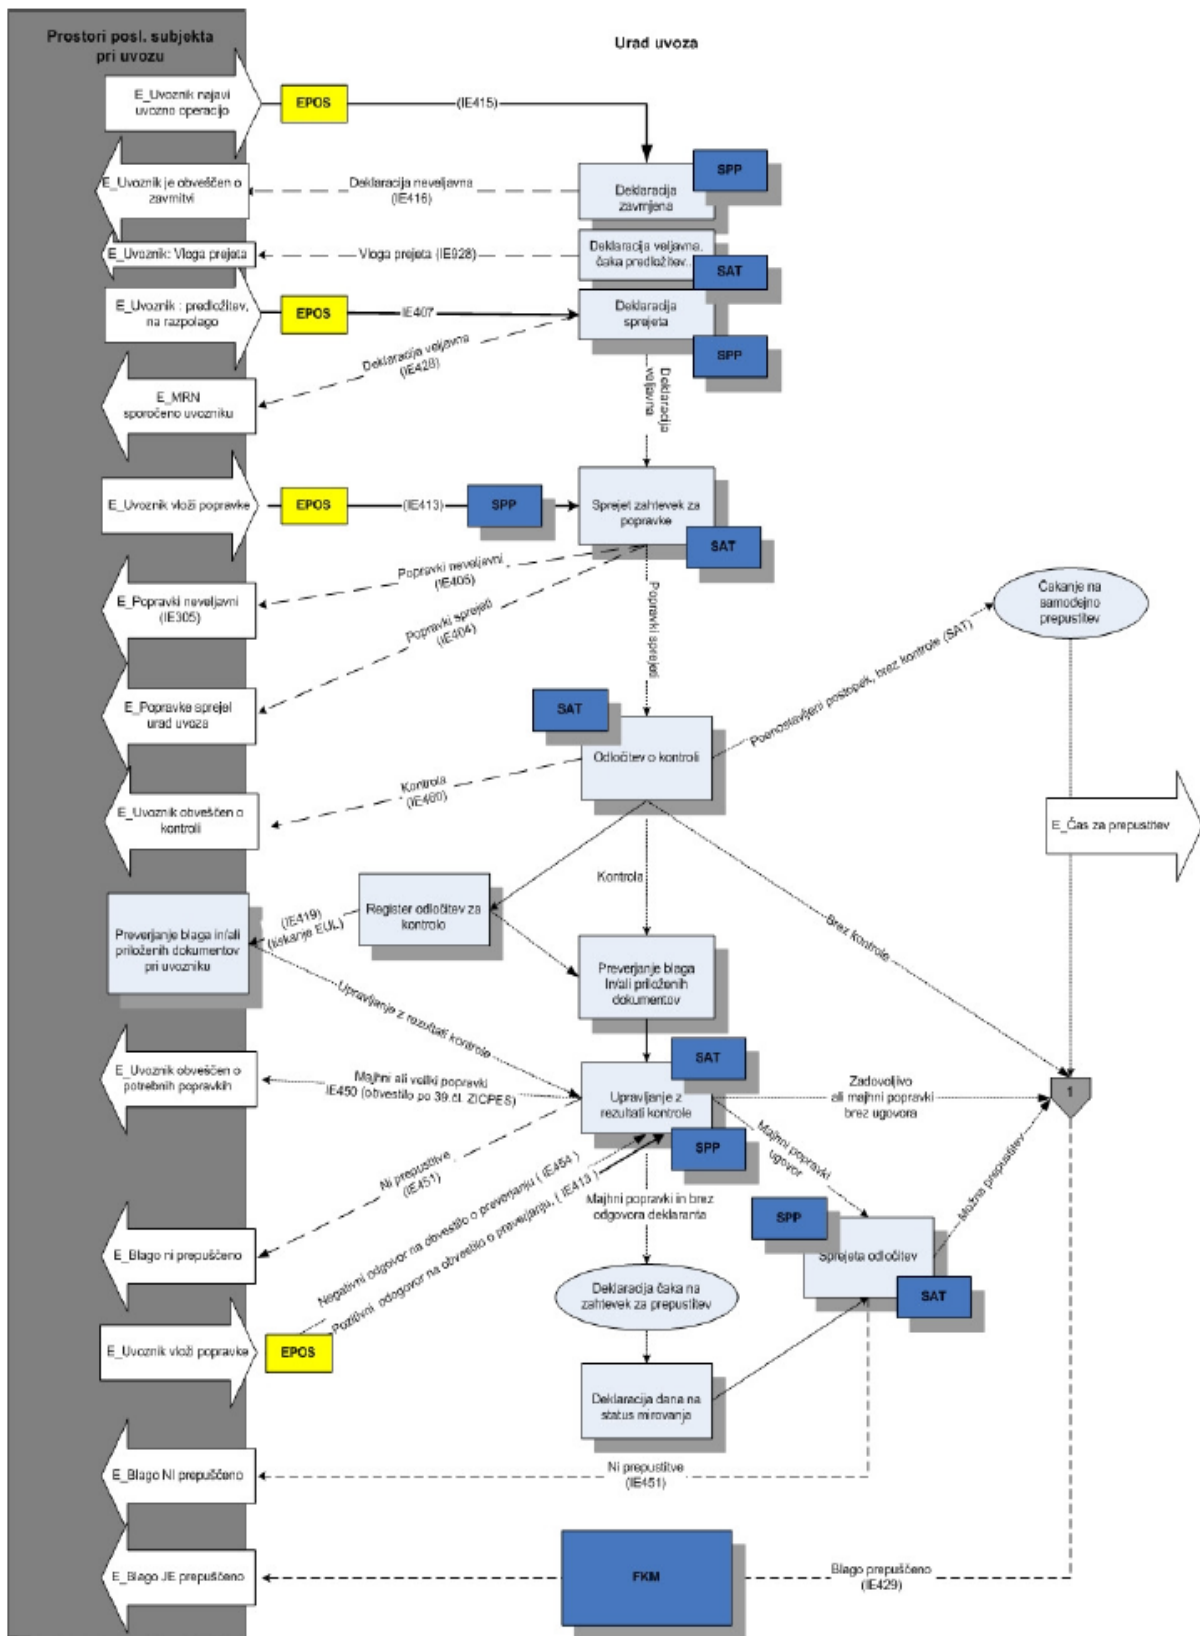 Prostori posl. subjekta
pri uvozu
Urad uvoza
E_Uvoznik najavi
uvozno operacijo
EPOS
(IE415)
E_Uvoznik je obveščen o
zavrnitvi
Deklaracija neveljavna
(IE416)
Deklaracija
zavrnjena
SPP
E_Uvoznik: Vloga prejeta
Vloga prejeta (IE928)
Deklaracija veljavna,
čaka predložitev..
SAT
E_Uvoznik : predložitev,
na razpolago
EPOS
IE407
Deklaracija
sprejeta
SPP
Deklaracija veljavna
(IE428)
E_MRN
sporočeno uvozniku
Deklaracija
veljavna
E_Uvoznik vloži popravke
EPOS
(IE413)
SPP
Sprejet zahtevek za
popravke
SAT
Popravki neveljavni
(IE405)
E_Popravki neveljavni
(IE305)
Popravki sprejeti
(IE404)
Popravki sprejeti
Čakanje na
samodejno
prepustitev
E_Popravke sprejel
urad uvoza
SAT
Odločitev o kontroli
Poenostavljeni postopek, brez kontrole (SAT)
Kontrola
(IE460)
E_Uvoznik obveščen o
kontroli
E_Čas za prepustitev
Kontrola
Brez kontrole
Register odločitev za
kontrolo
(IE419)
(tiskanje EUL)
Preverjanje blaga in/ali
priloženih dokumentov
pri uvozniku
Preverjanje blaga
In/ali priloženih
dokumentov
Upravljanje z rezultati kontrole
E_Uvoznik obveščen o
potrebnih popravkih
Majhni ali veliki popravki
IE450 (obvestilo po 39.čl. ZICPES)
SAT
Upravljanje z
rezultati kontrole
SPP
Zadovoljivo
ali majhni popravki
brez ugovora
1
Majhni popravki
ugovor
Ni prepustitve
(IE451)
E_Blago ni prepuščeno
Negativni odgovor na obvestilo o preverjanju ( IE454 )
Pozitivni odogovor na obvestilo o praverjanju, ( IE413 )
Majhni popravki in brez
odgovora deklaranta
SPP
Sprejeta odločitev
SAT
Možna prepustitev
Deklaracija čaka na
zahtevek za prepustitev
E_Uvoznik vloži popravke
EPOS
Deklaracija dana na
status mirovanja
E_Blago NI prepuščeno
Ni prepustitve
(IE451)
E_Blago JE prepuščeno
FKM
Blago prepuščeno
(IE429)